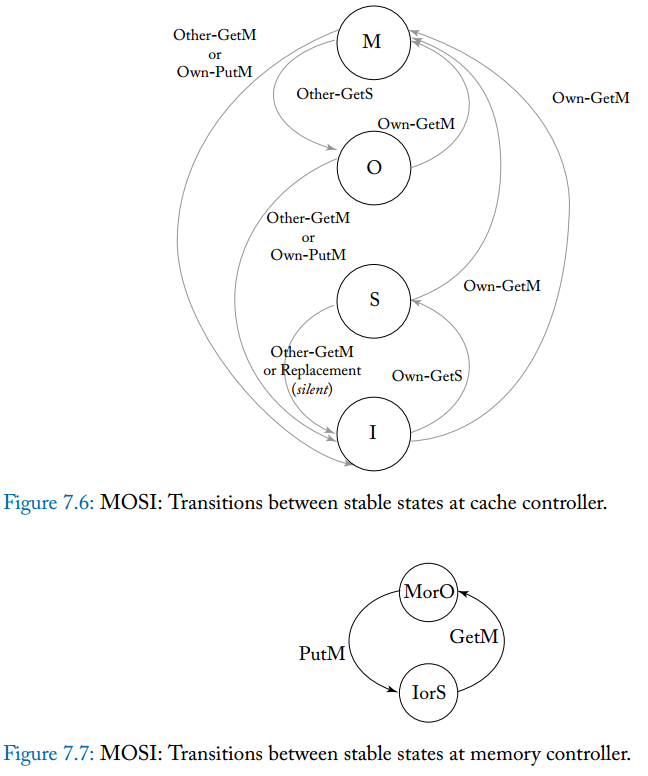 Other-GetM
or
Own-PutM
M
Other-GetS
Own-GetM
Own-GetM
O
Other-GetM
or
Own-PutM
S
Own-GetM
Other-GetM
or Replacement
(silent)
Own-GetS
I
Figure 7.6: MOSI: Transitions between stable states at cache controller.
MorO
GetM
PutM
IorS
Figure 7.7: MOSI: Transitions between stable states at memory controller.